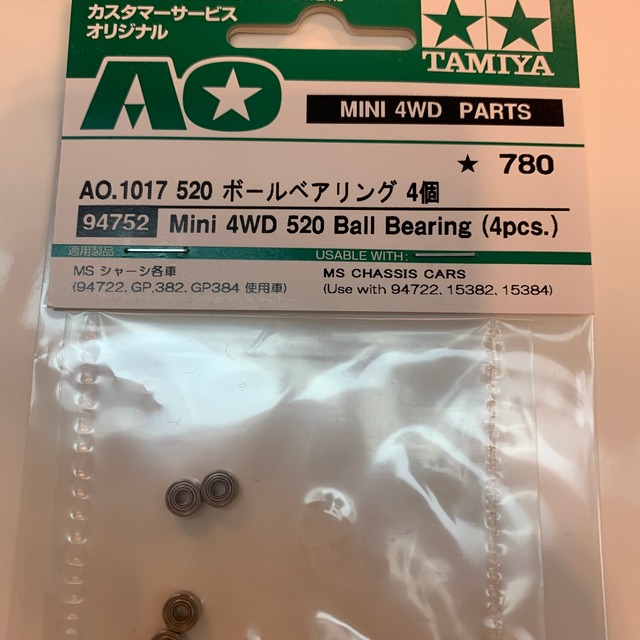 カスタマーサービス
オリジナル
TAMIYA
AO
MINI 4WD PARTS
★ 780
AO.1017 520 ボールベアリング 4個
94752 Mini 4WD 520 Ball Bearing (4pcs.)
適用製品
USABLE WITH:
MS シャーシ各車
(94722, GP.382, GP384 使用車)
MS CHASSIS CARS
(Use with 94722, 15382, 15384)